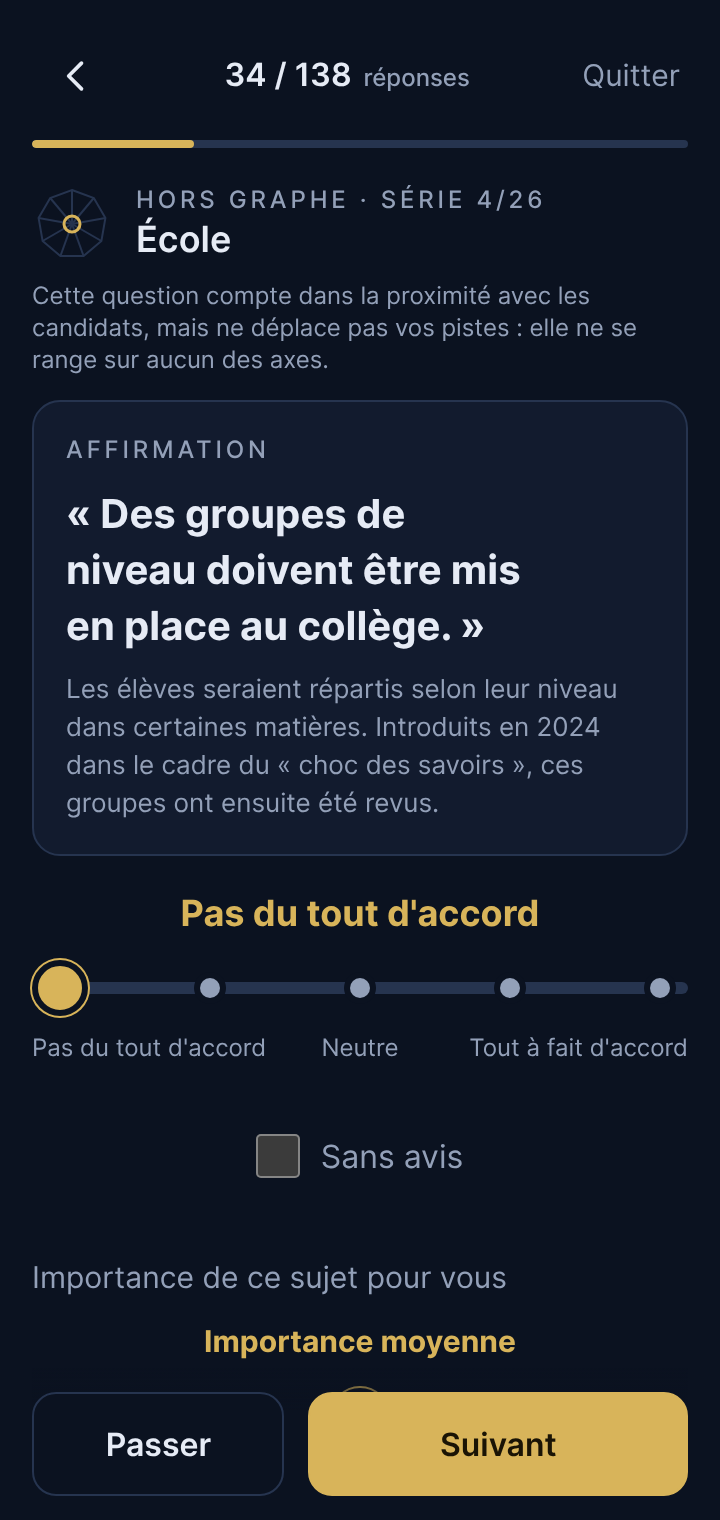 34 / 138 réponses
Quitter
HORS GRAPHE · SÉRIE 4/26
École
Cette question compte dans la proximité avec les
candidats, mais ne déplace pas vos pistes : elle ne se
range sur aucun des axes.
AFFIRMATION
« Des groupes de
niveau doivent être mis
en place au collège. »
Les élèves seraient répartis selon leur niveau
dans certaines matières. Introduits en 2024
dans le cadre du « choc des savoirs », ces
groupes ont ensuite été revus.
Pas du tout d'accord
Pas du tout d'accord
Neutre
Tout à fait d'accord
Sans avis
Importance de ce sujet pour vous
Importance moyenne
Passer
Suivant